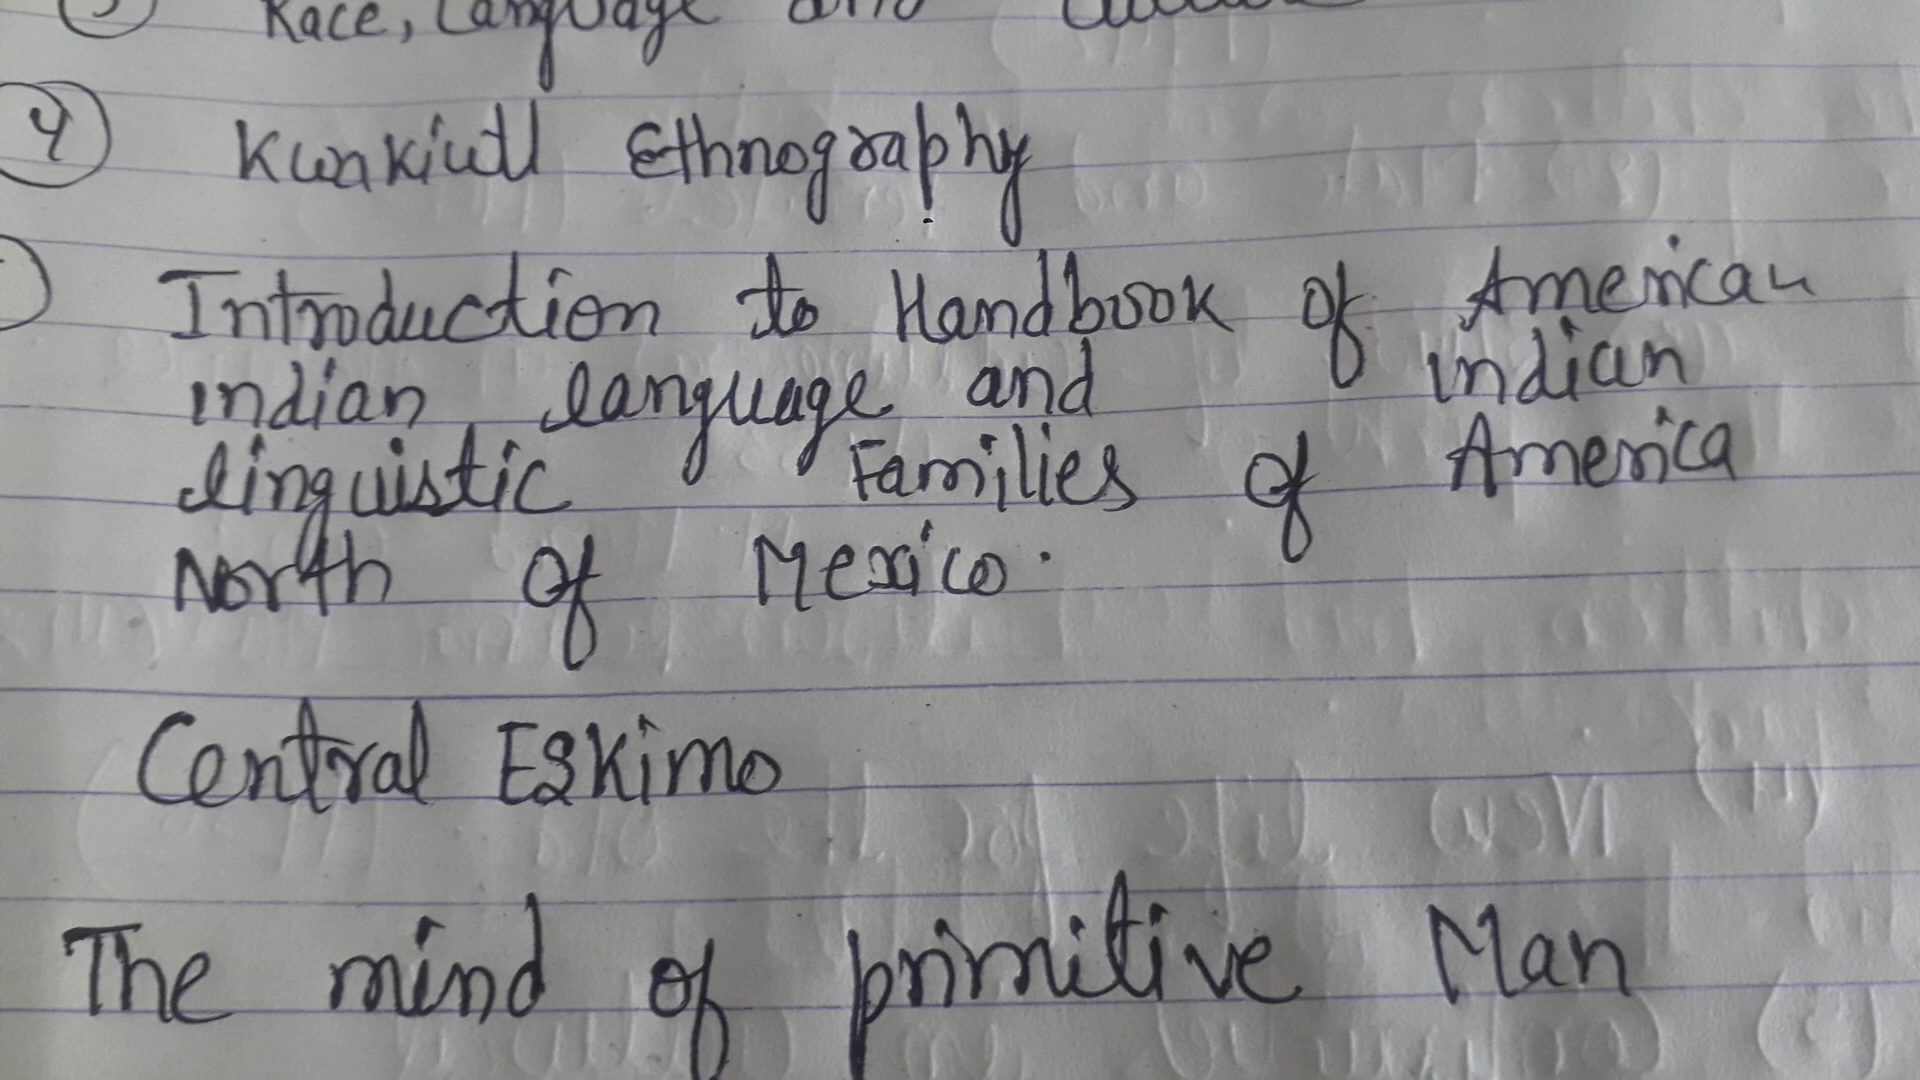 Race, Language and
4 Kwakiutl Ethnography
Introduction to Handbook of American
indian language and indian
linguistic Families of America
North of Mexico.
Central Eskimo
The mind of primitive Man